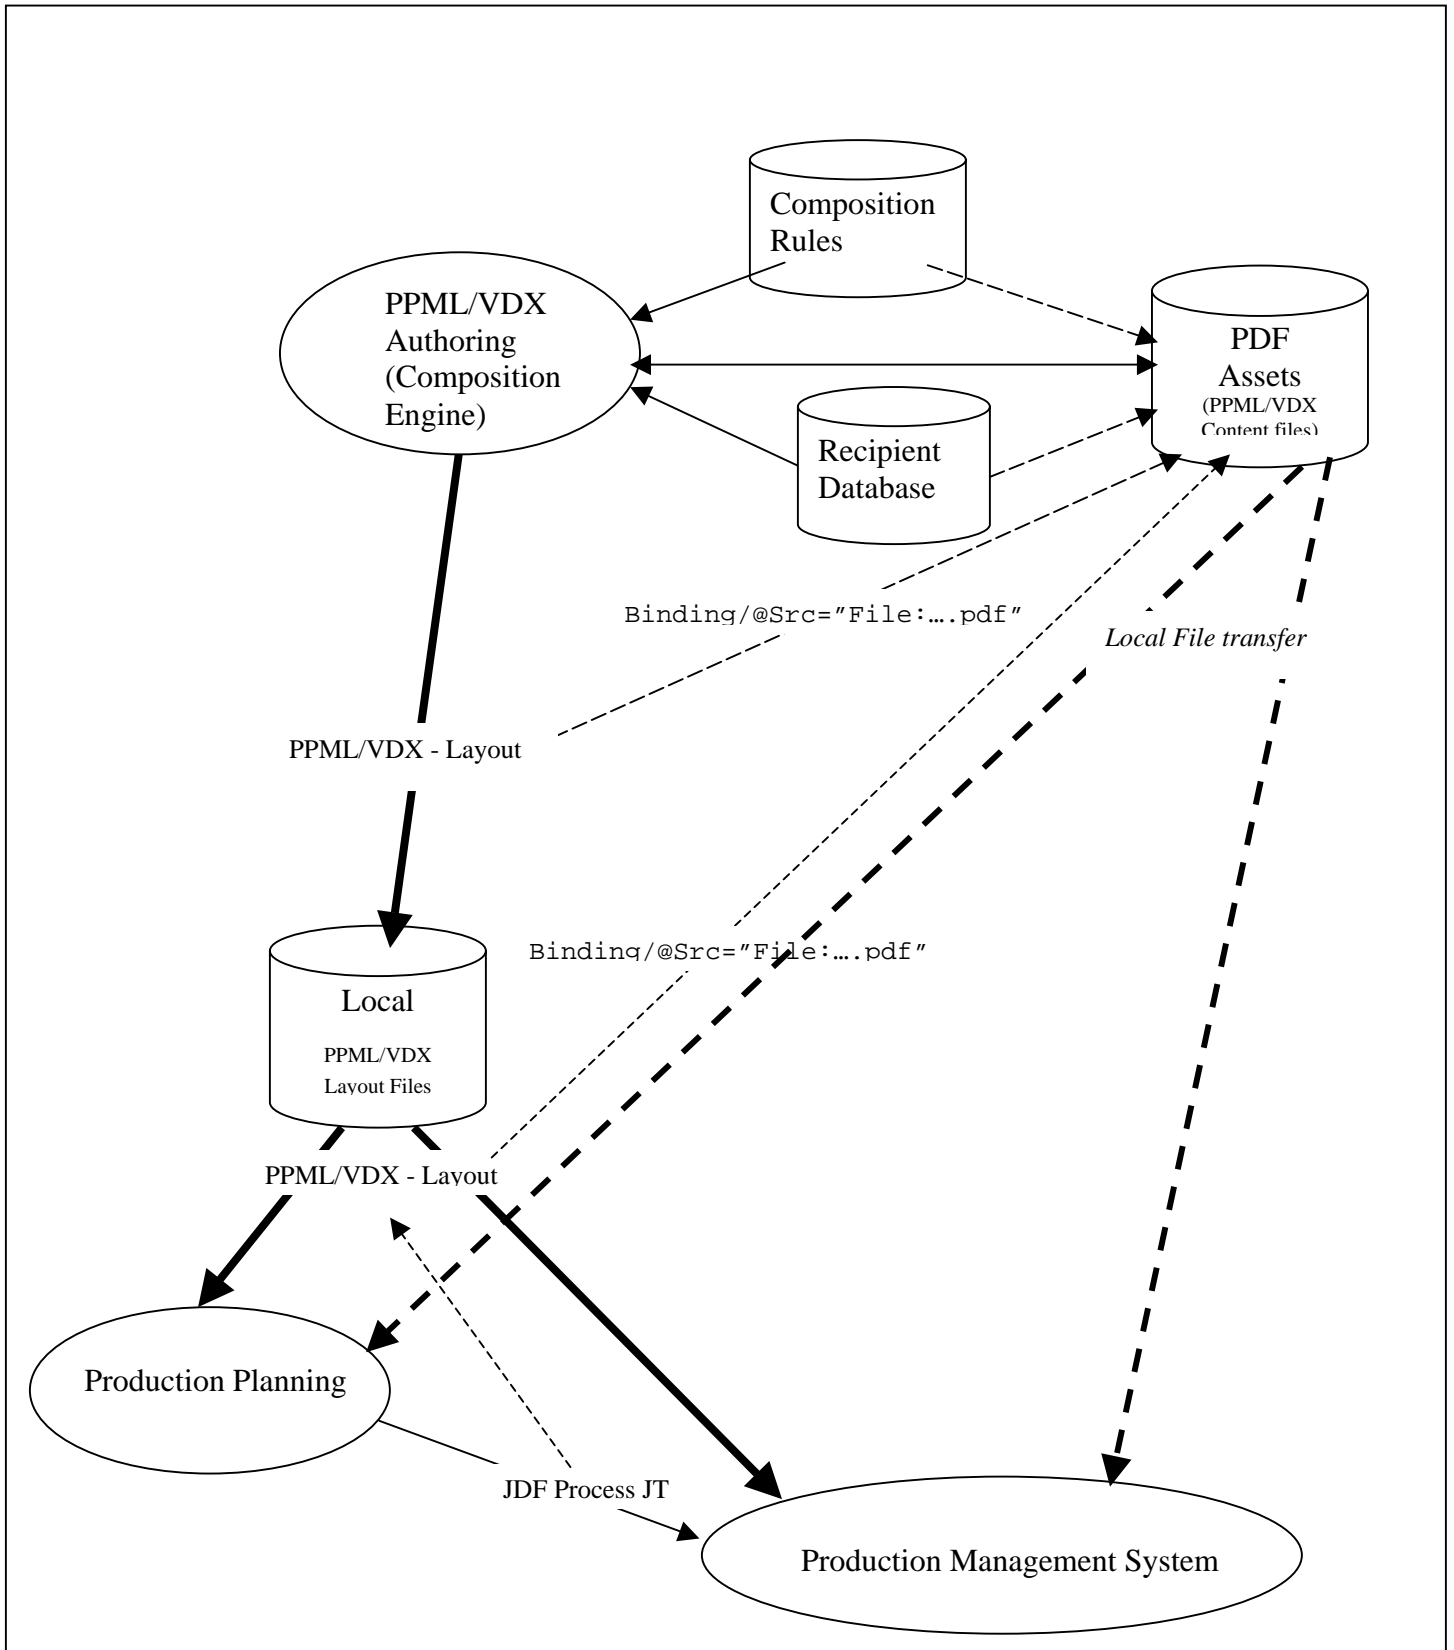 Composition
Rules
PPML/VDX
Authoring
(Composition
Engine)
PDF
Assets
(PPML/VDX
Content files)
Recipient
Database
Binding/@Src="File:….pdf"
Local File transfer
PPML/VDX - Layout
Binding/@Src="File:….pdf"
Local
PPML/VDX
Layout Files
PPML/VDX - Layout
Production Planning
JDF Process JT
Production Management System